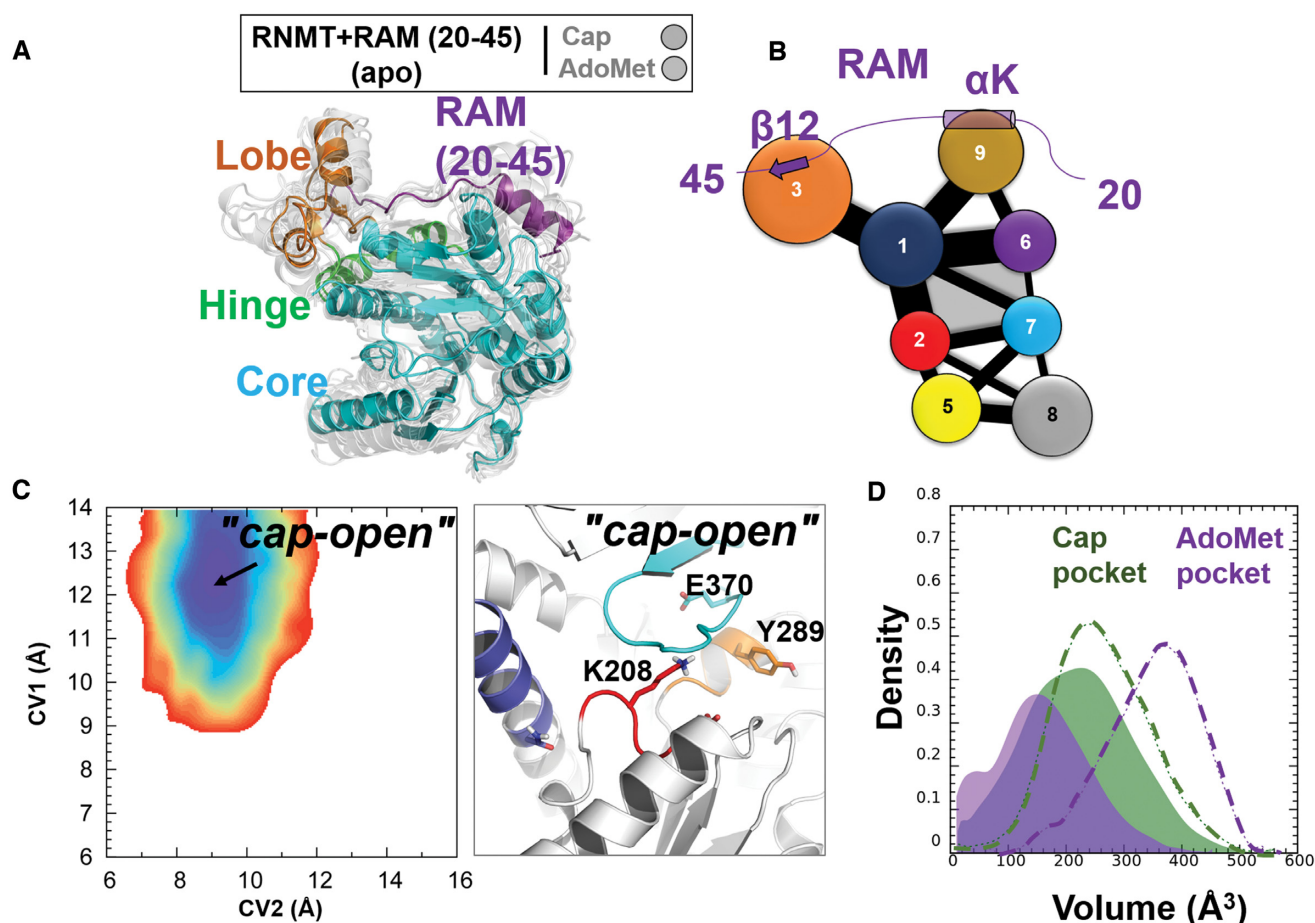 A
RNMT+RAM (20-45)
(apo)
Cap
AdoMet
Lobe
RAM
(20-45)
Hinge
Core
B
RAM
αK
β12
45
20
3
9
1
6
2
7
5
8
C
"cap-open"
CV1 (Å)
14
13
12
11
10
9
8
7
6
6
8
10
12
14
16
CV2 (Å)
"cap-open"
E370
Y289
K208
D
Cap
pocket
AdoMet
pocket
Density
0.8
0.7
0.6
0.5
0.4
0.3
0.2
0.1
0
0
100
200
300
400
500
600
Volume (Å³)